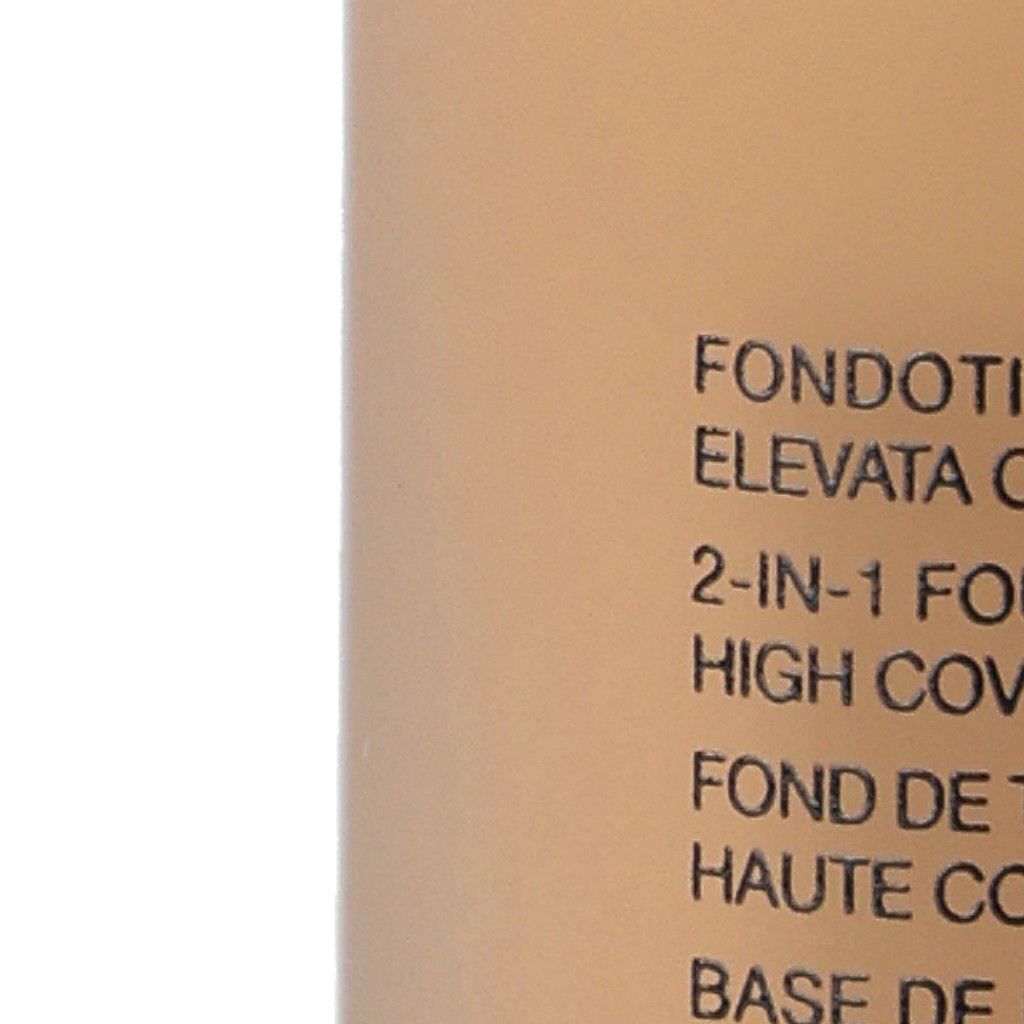 FONDOTI
ELEVATA C
2-IN-1 FO
HIGH COV
FOND DE T
HAUTE CO
BASE DE